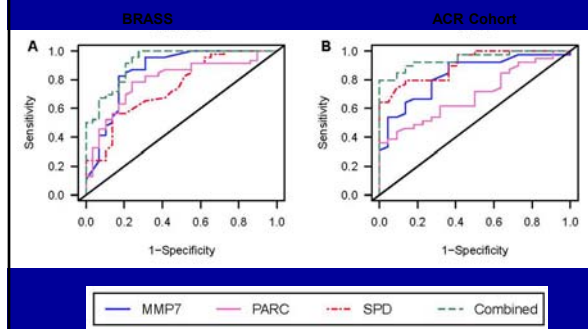 BRASS
ACR Cohort
A
1.0
0.8
0.6
0.4
0.2
0.0
Sensitivity
0.0 0.2 0.4 0.6 0.8 1.0
1-Specificity
B
1.0
0.8
0.6
0.4
0.2
0.0
Sensitivity
0.0 0.2 0.4 0.6 0.8 1.0
1-Specificity
MMP7 PARC SPD Combined